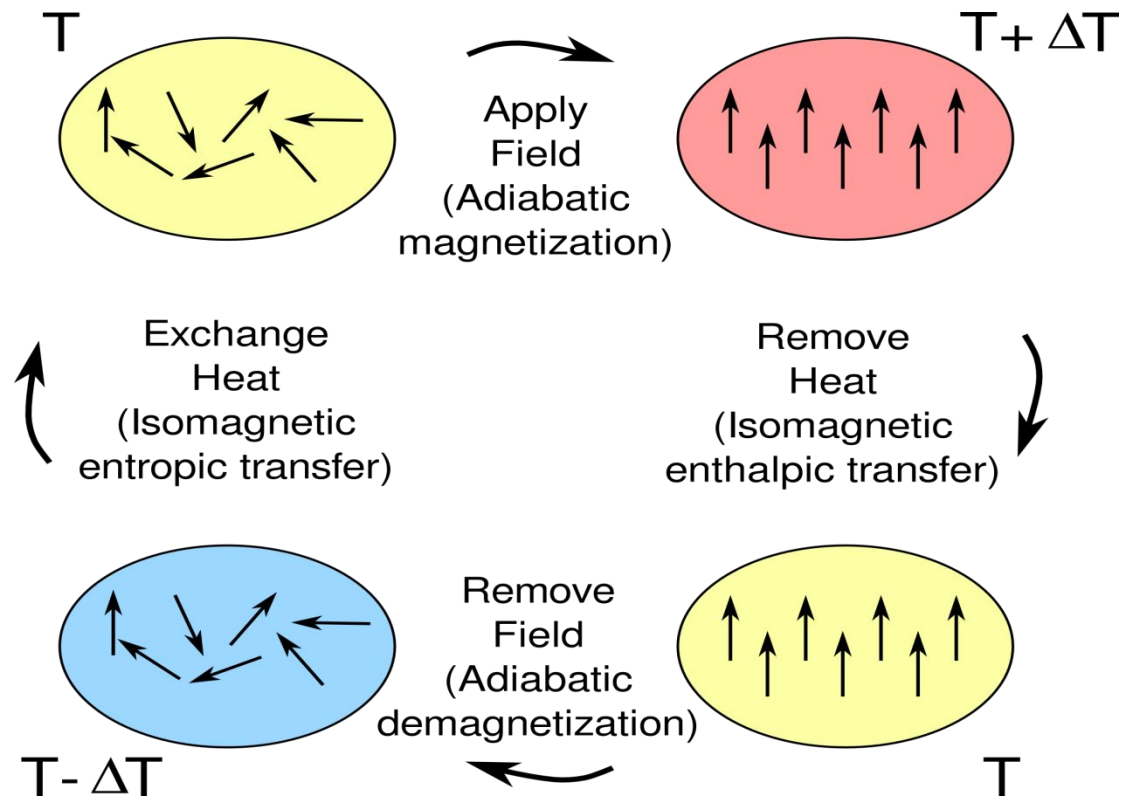 T
T + ΔT
Apply
Field
(Adiabatic
magnetization)
Exchange
Heat
(Isomagnetic
entropic transfer)
Remove
Heat
(Isomagnetic
enthalpic transfer)
Remove
Field
(Adiabatic
demagnetization)
T- ΔT
T